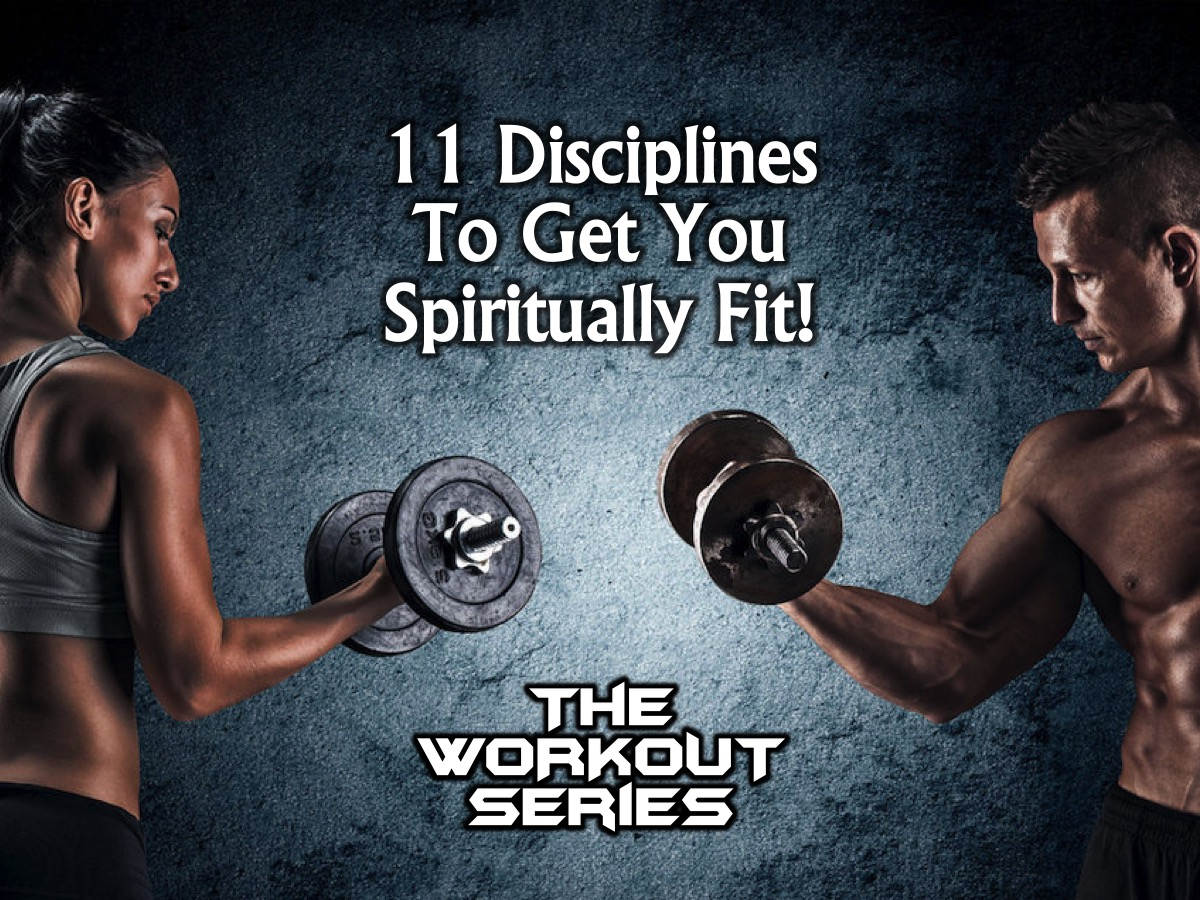 11 Disciplines
To Get You
Spiritually Fit!
THE
WORKOUT
SERIES